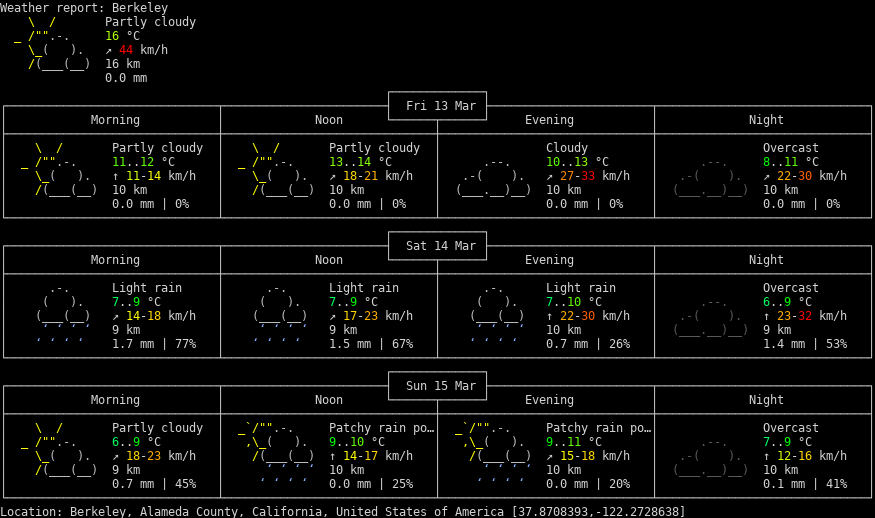 Weather report: Berkeley
Partly cloudy
16 °C
↗ 44 km/h
16 km
0.0 mm
Fri 13 Mar
Morning Noon Evening Night
Partly cloudy Partly cloudy Cloudy Overcast
11..12 °C 13..14 °C 10..13 °C 8..11 °C
↑ 11-14 km/h ↗ 18-21 km/h ↗ 27-33 km/h ↗ 22-30 km/h
10 km 10 km 10 km 10 km
0.0 mm | 0% 0.0 mm | 0% 0.0 mm | 0% 0.0 mm | 0%
Sat 14 Mar
Morning Noon Evening Night
Light rain Light rain Light rain Overcast
7..9 °C 7..9 °C 7..10 °C 6..9 °C
↗ 14-18 km/h ↗ 17-23 km/h ↑ 22-30 km/h ↑ 23-32 km/h
9 km 9 km 10 km 9 km
1.7 mm | 77% 1.5 mm | 67% 0.7 mm | 26% 1.4 mm | 53%
Sun 15 Mar
Morning Noon Evening Night
Partly cloudy Patchy rain po… Patchy rain po… Overcast
6..9 °C 9..10 °C 9..11 °C 7..9 °C
↗ 18-23 km/h ↑ 14-17 km/h ↗ 15-18 km/h ↑ 12-16 km/h
9 km 10 km 10 km 10 km
0.7 mm | 45% 0.0 mm | 25% 0.0 mm | 20% 0.1 mm | 41%
Location: Berkeley, Alameda County, California, United States of America [37.8708393,-122.2728638]